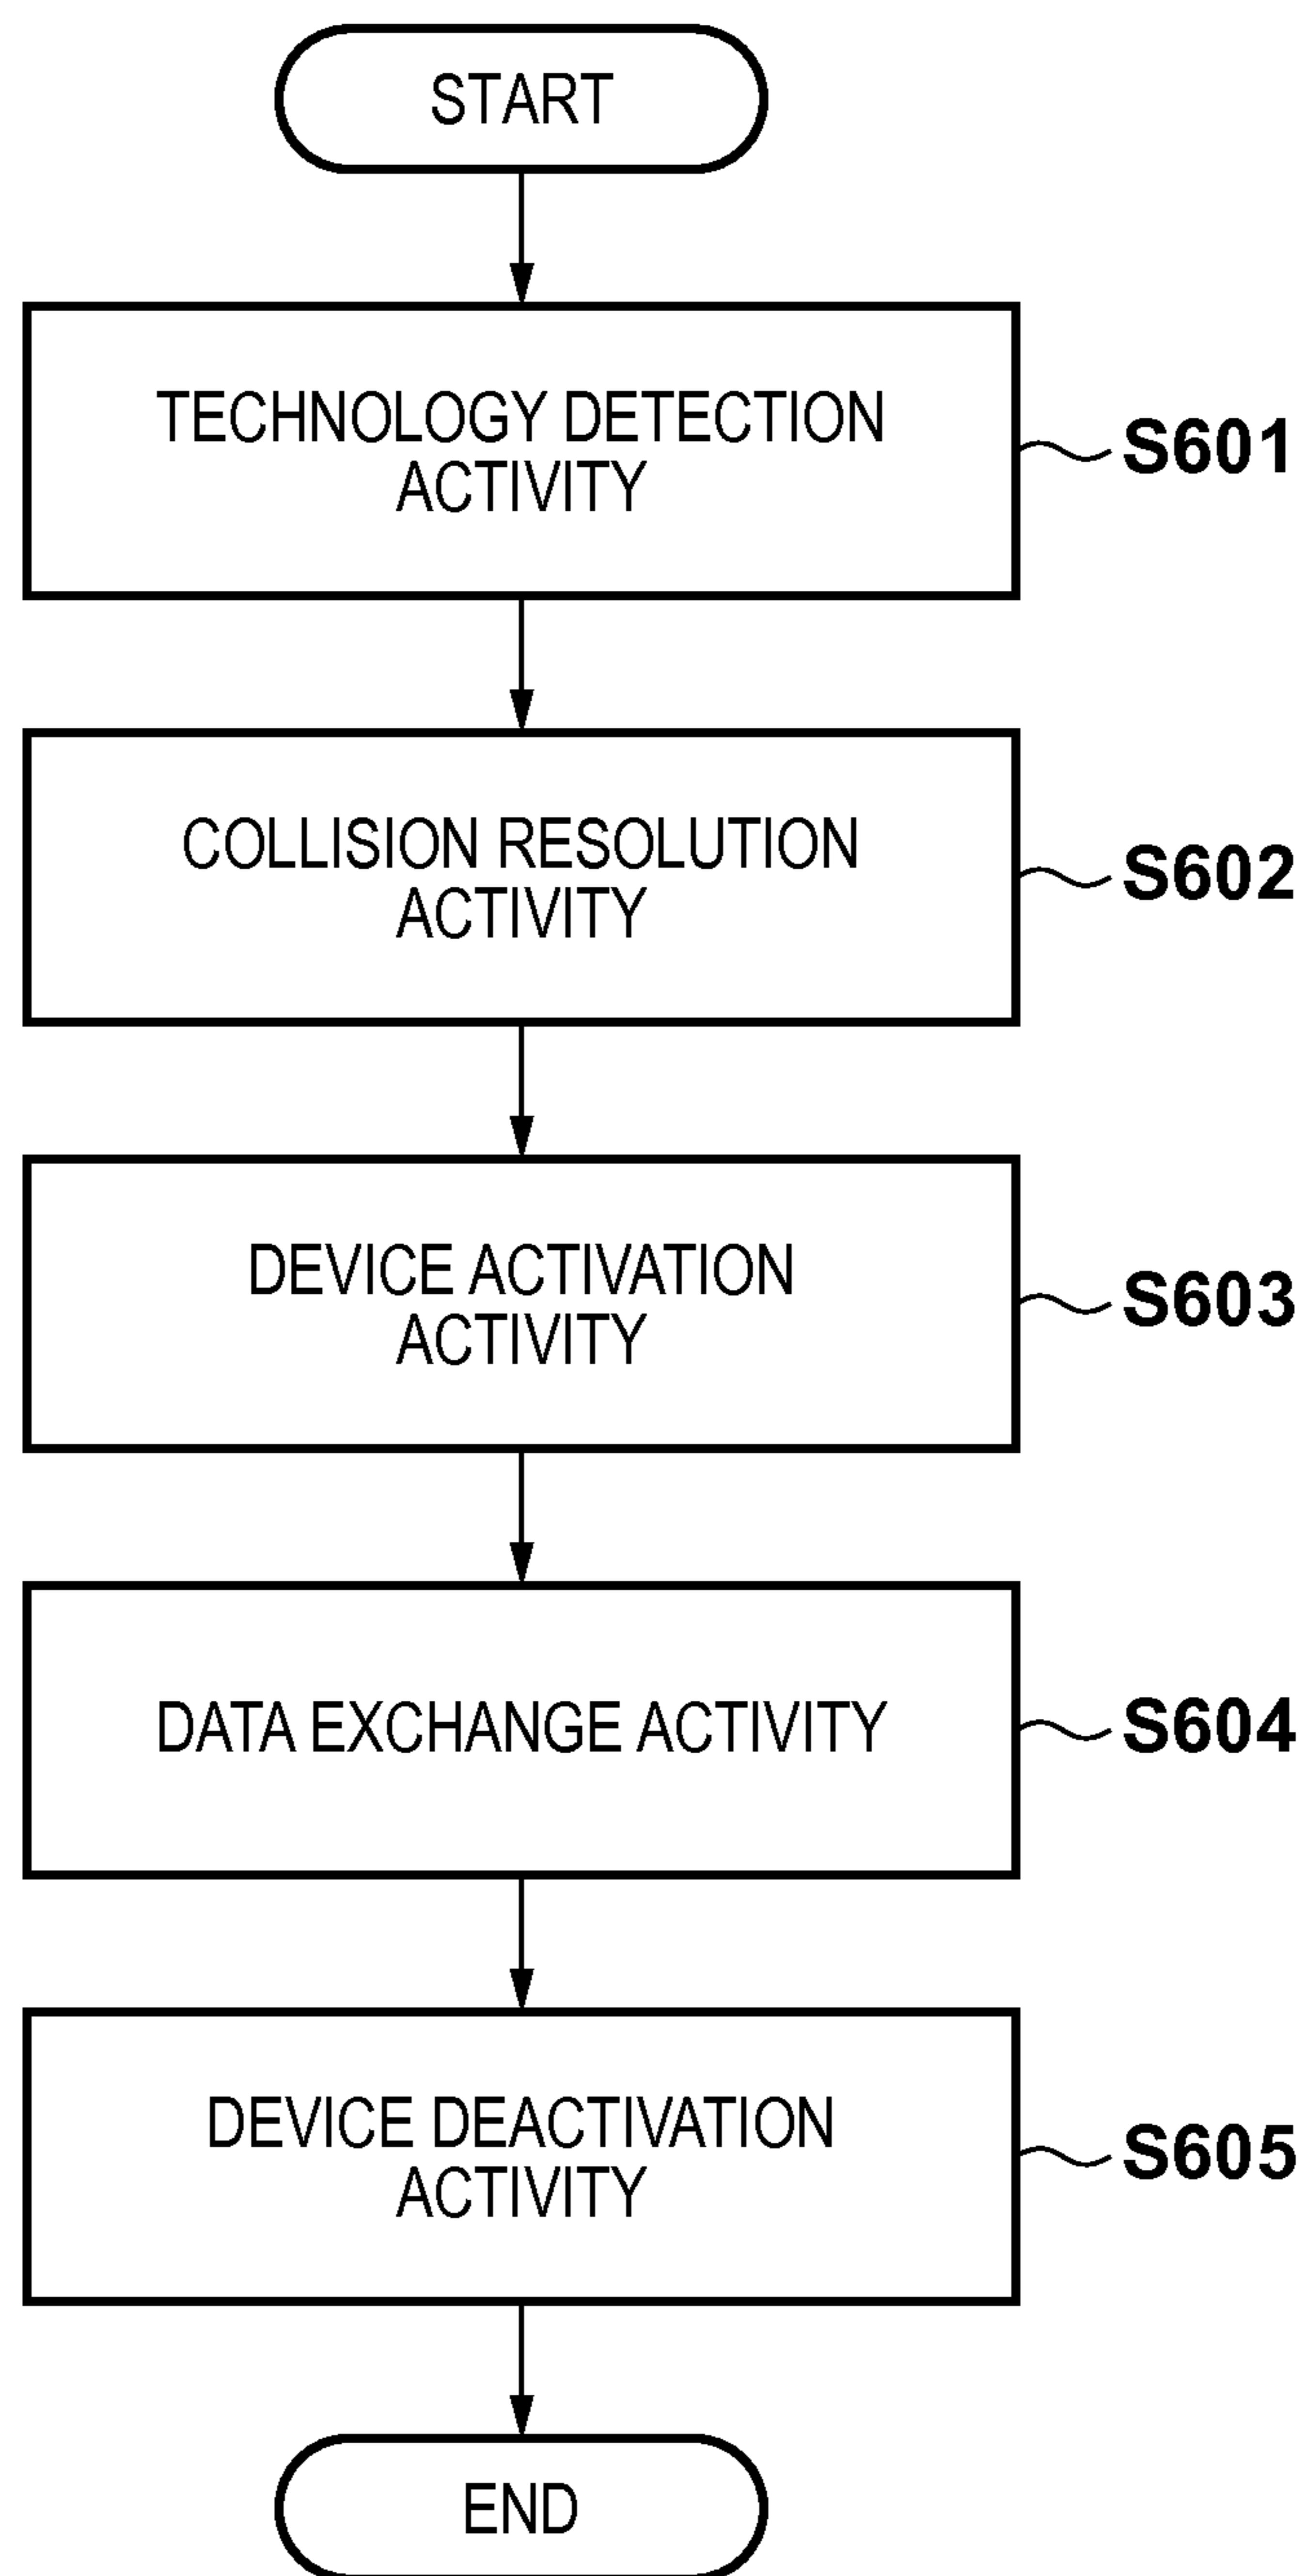 START
TECHNOLOGY DETECTION
ACTIVITY
S601
COLLISION RESOLUTION
ACTIVITY
S602
DEVICE ACTIVATION
ACTIVITY
S603
DATA EXCHANGE ACTIVITY
S604
DEVICE DEACTIVATION
ACTIVITY
S605
END